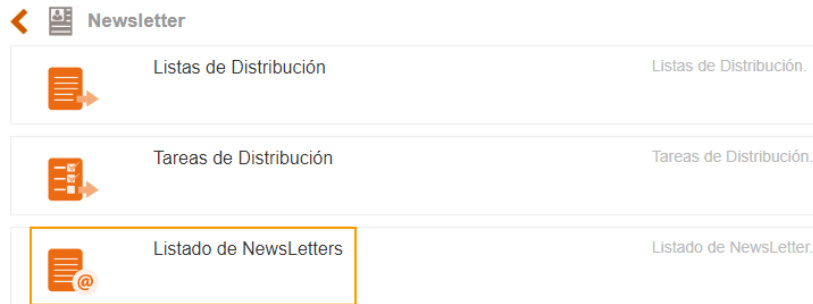 Newsletter
Listas de Distribución
Listas de Distribución.
Tareas de Distribución
Tareas de Distribución.
Listado de NewsLetters
Listado de NewsLetter.
@